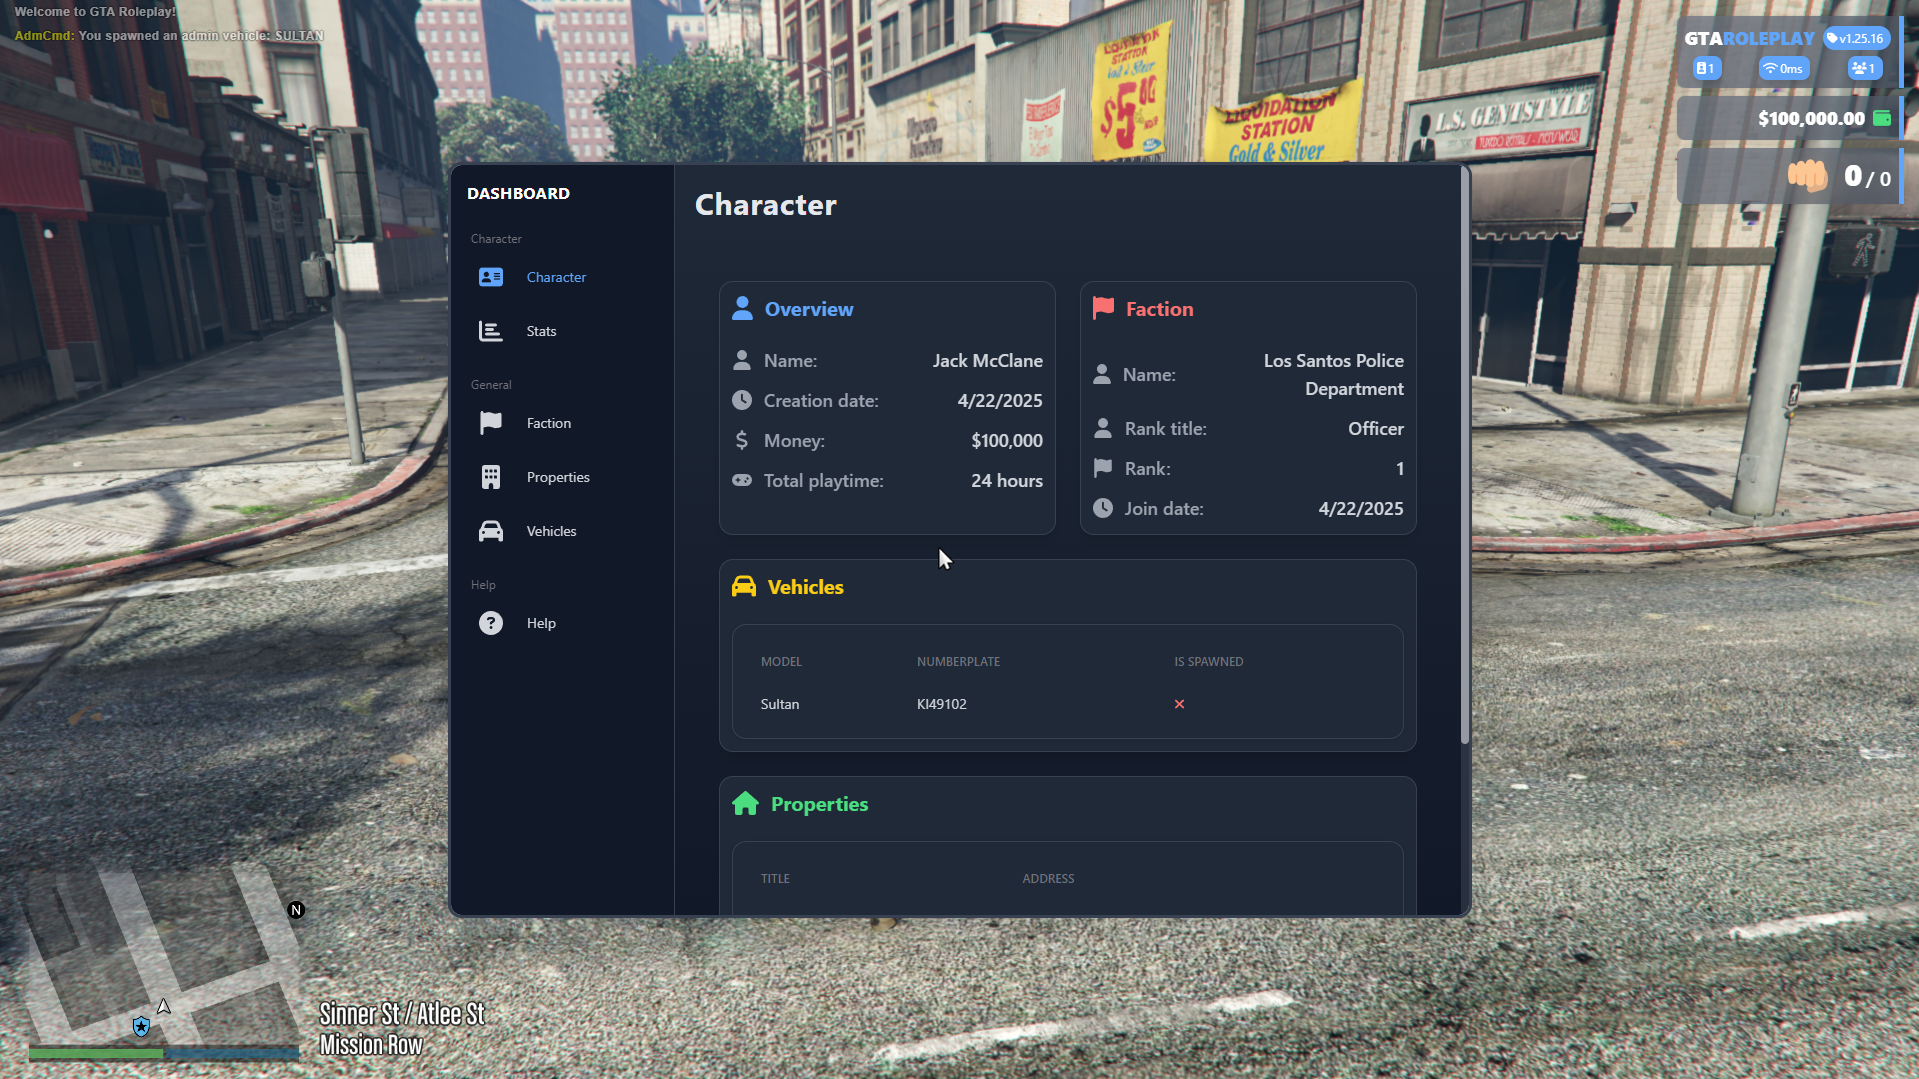 Welcome to GTA Roleplay!
AdmCmd: You spawned an admin vehicle: SULTAN
GTAROLEPLAY v1.25.16
1 0ms 1
$100,000.00
0 / 0
STATION
$5
LIQUIDATION
STATION
Gold & Silver
L.S. GENTSTYLE
DASHBOARD
Character
Character
Stats
General
Faction
Properties
Vehicles
Help
Help
Character
Overview
Name: Jack McClane
Creation date: 4/22/2025
Money: $100,000
Total playtime: 24 hours
Faction
Name: Los Santos Police
Department
Rank title: Officer
Rank: 1
Join date: 4/22/2025
Vehicles
MODEL NUMBERPLATE IS SPAWNED
Sultan KI49102
Properties
TITLE ADDRESS
N
Sinner St / Atlee St
Mission Row